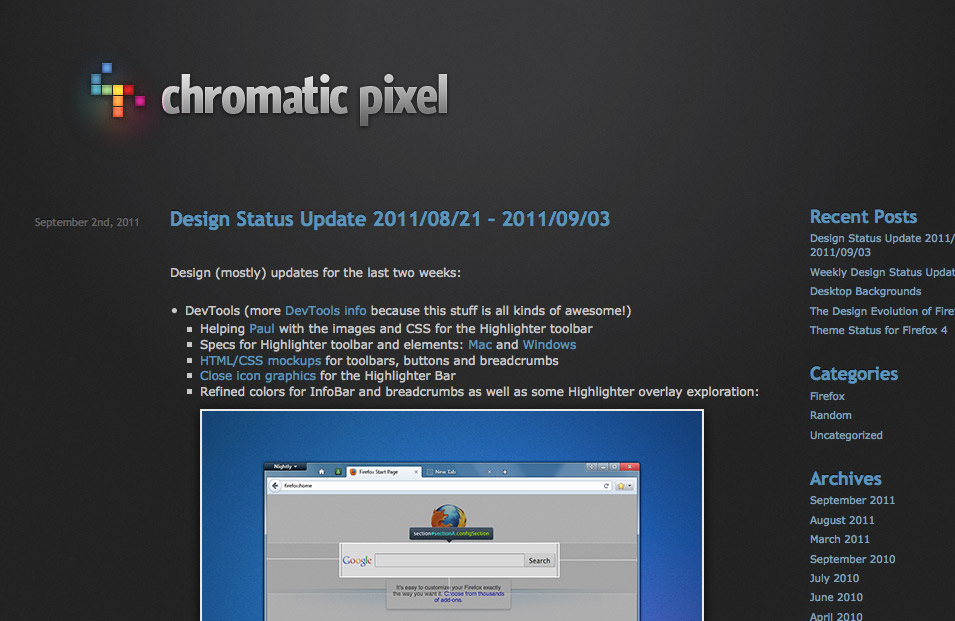 chromatic pixel
September 2nd, 2011
Design Status Update 2011/08/21 – 2011/09/03
Design (mostly) updates for the last two weeks:
DevTools (more DevTools info because this stuff is all kinds of awesome!)
Helping Paul with the images and CSS for the Highlighter toolbar
Specs for Highlighter toolbar and elements: Mac and Windows
HTML/CSS mockups for toolbars, buttons and breadcrumbs
Close icon graphics for the Highlighter Bar
Refined colors for InfoBar and breadcrumbs as well as some Highlighter overlay exploration:
Nightly
Firefox Start Page
New Tab
firefox:home
section#sectionA.configSection
Google
Search
It's easy to customize your Firefox exactly
the way you want it. Choose from thousands
of add-ons.
Recent Posts
Design Status Update 2011/
2011/09/03
Weekly Design Status Updat
Desktop Backgrounds
The Design Evolution of Fire
Theme Status for Firefox 4
Categories
Firefox
Random
Uncategorized
Archives
September 2011
August 2011
March 2011
September 2010
July 2010
June 2010
April 2010